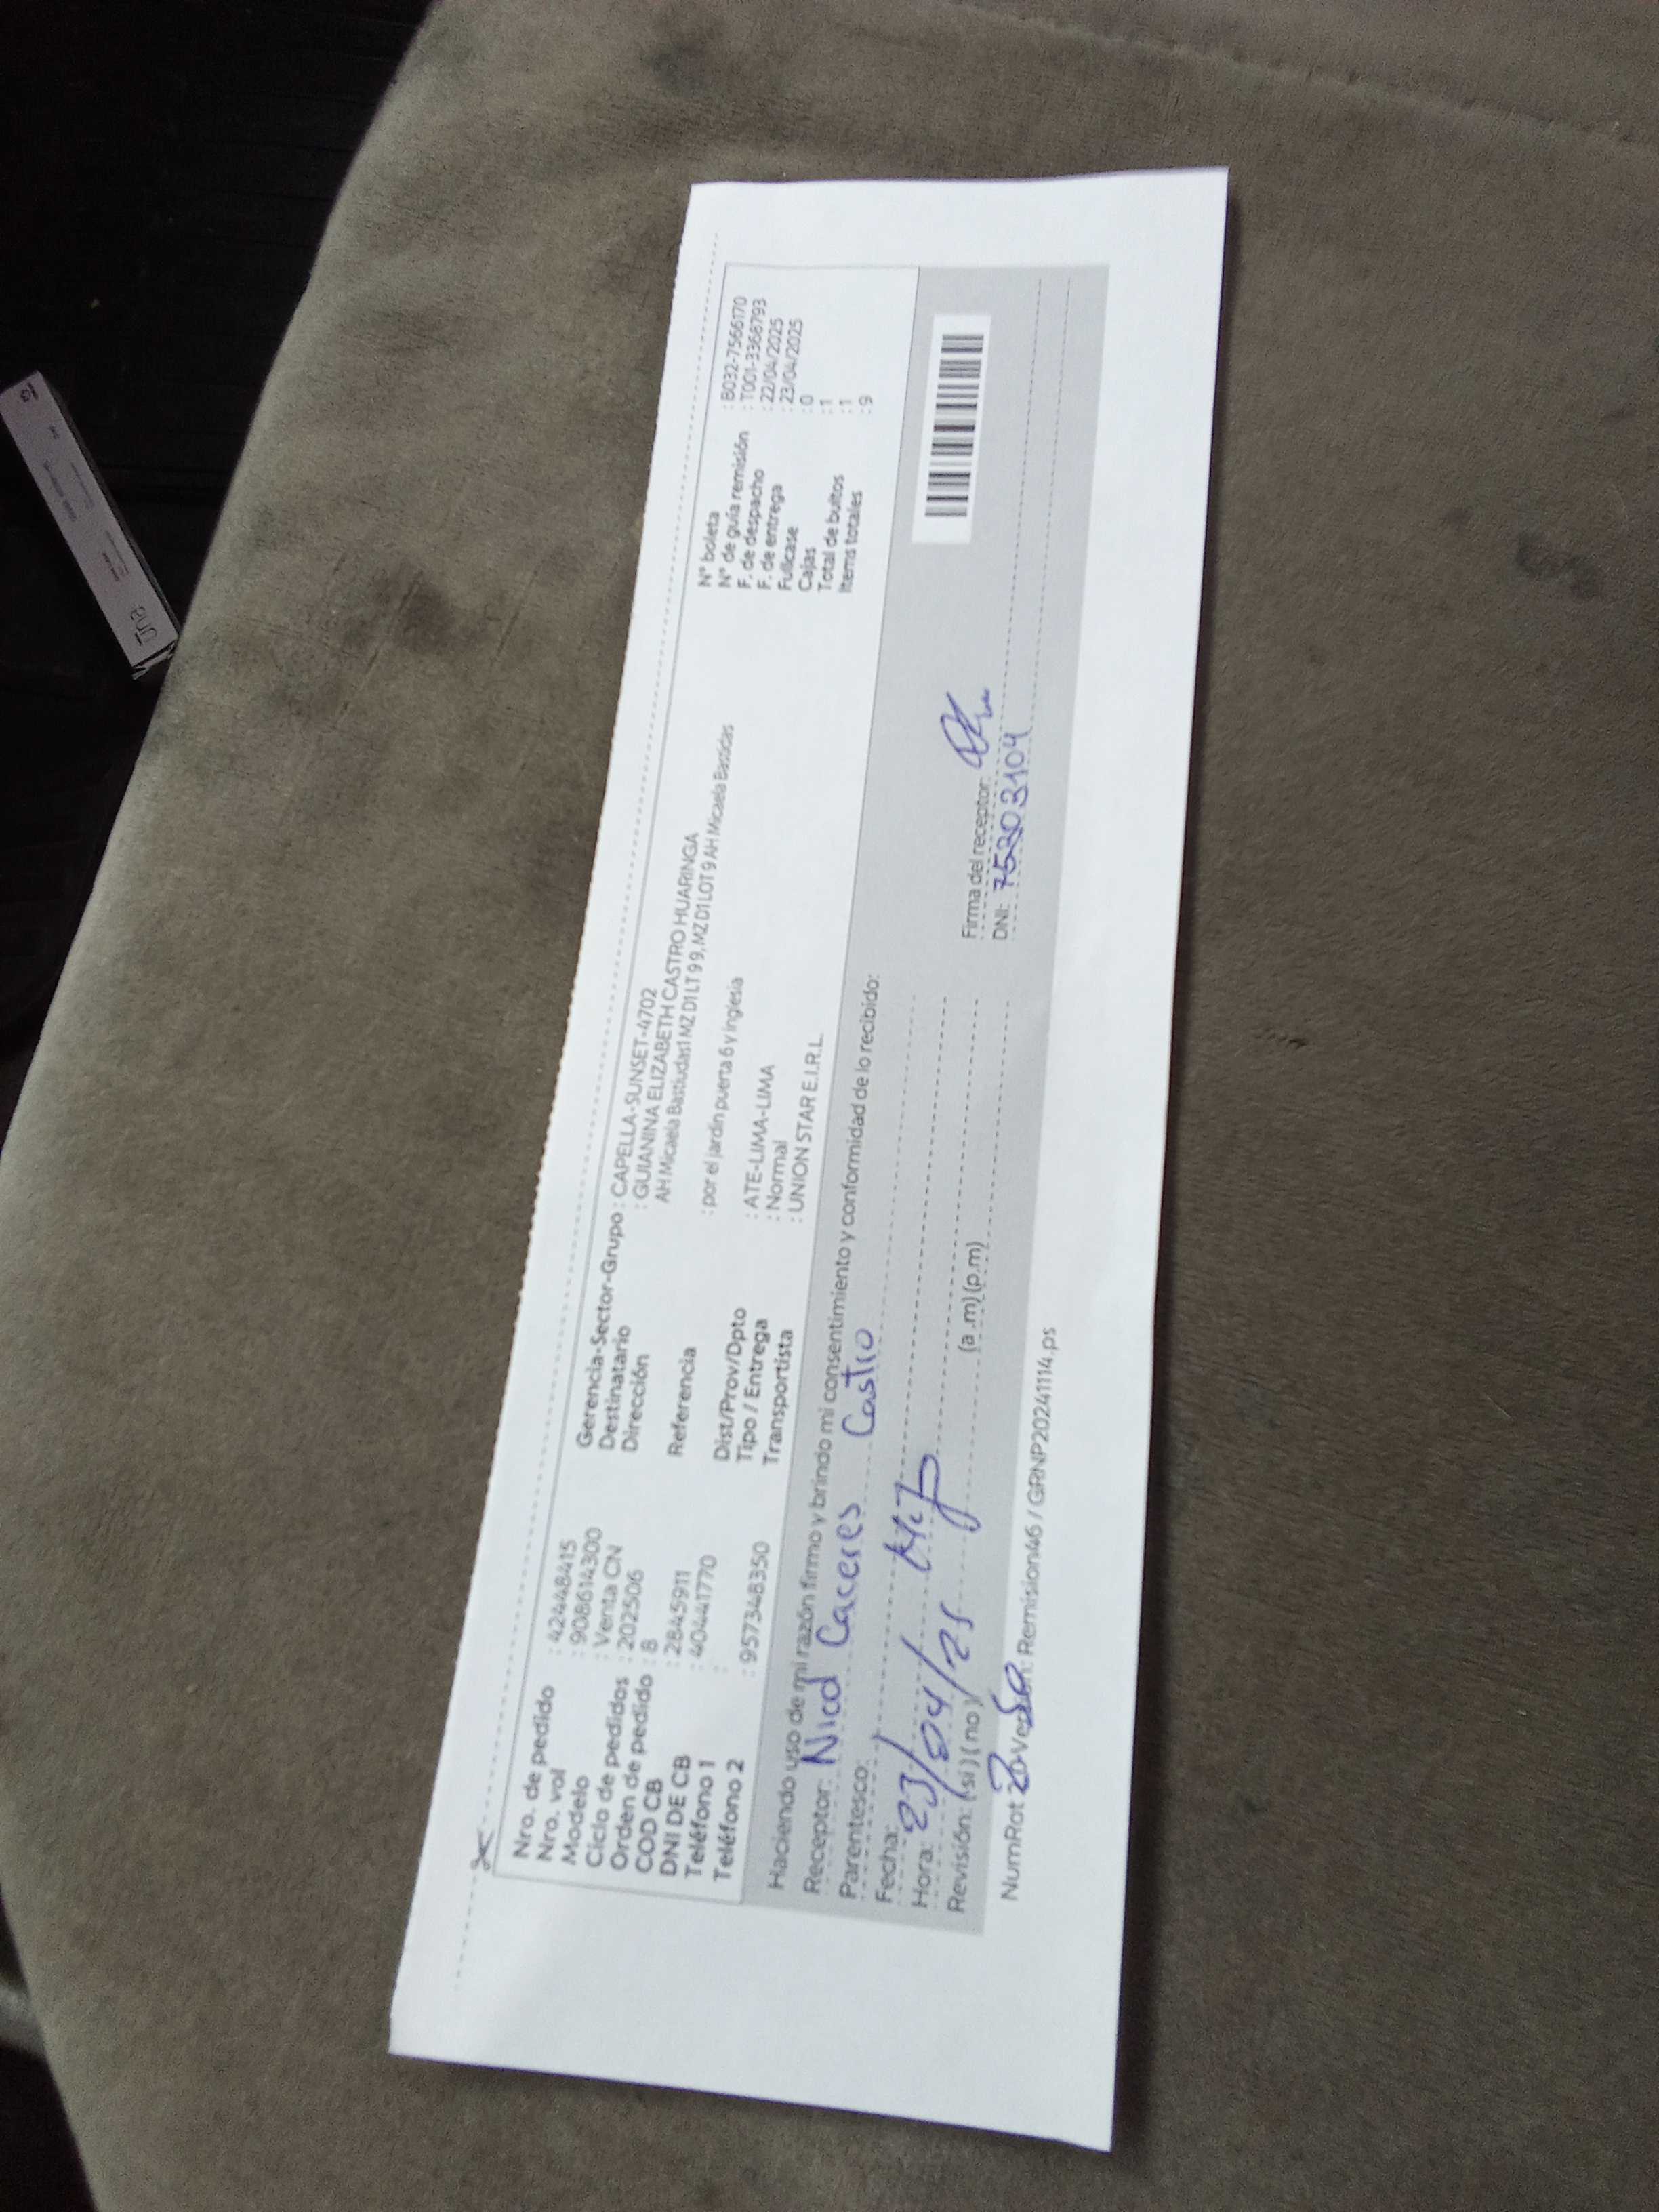 Nro. de pedido : 42448415
Nro. vol : 908614300
Modelo : Venta CN
Ciclo de pedidos : 202506
Orden de pedido : 8
COD CB : 2845911
DNI DE CB : 40441770
Teléfono 1 :
Teléfono 2 : 957348350
Gerencia-Sector-Grupo : CAPELLA-SUNSET-4702
Destinatario : GUIANINA ELIZABETH CASTRO HUARINGA
Dirección AH Micaela Bastiudas1 MZ D1 LT 9 9, MZ D1 LOT 9 AH Micaela Bastidas
Referencia : por el jardin puerta 6 y inglesia
Dist/Prov/Dpto : ATE-LIMA-LIMA
Tipo / Entrega : Normal
Transportista : UNION STAR E.I.R.L.
N° boleta : B032-7566170
N° de guía remisión : T001-3368793
F. de despacho : 22/04/2025
F. de entrega : 23/04/2025
Fullcase : 0
Cajas : 1
Total de bultos : 1
Items totales : 9
Haciendo uso de mi razón firmo y brindo mi consentimiento y conformidad de lo recibido:
Receptor: Nicol Caceres Castro
Parentesco:
Fecha:
Hora: 23/04/25
Revisión: (si) (no) (a .m) (p.m)
Firma del receptor:
DNI: 75203104
Remision46 / GRNP20241114.ps
una